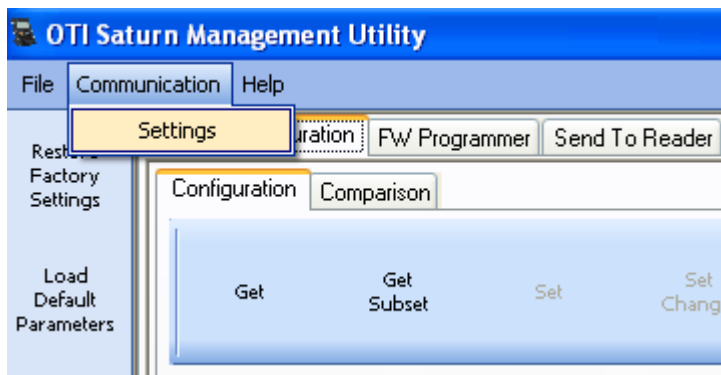 OTI Saturn Management Utility
File Communication Help
Settings
FW Programmer Send To Reader
Factory
Settings
Configuration Comparison
Load
Default
Parameters
Get
Get
Subset
Set
Set